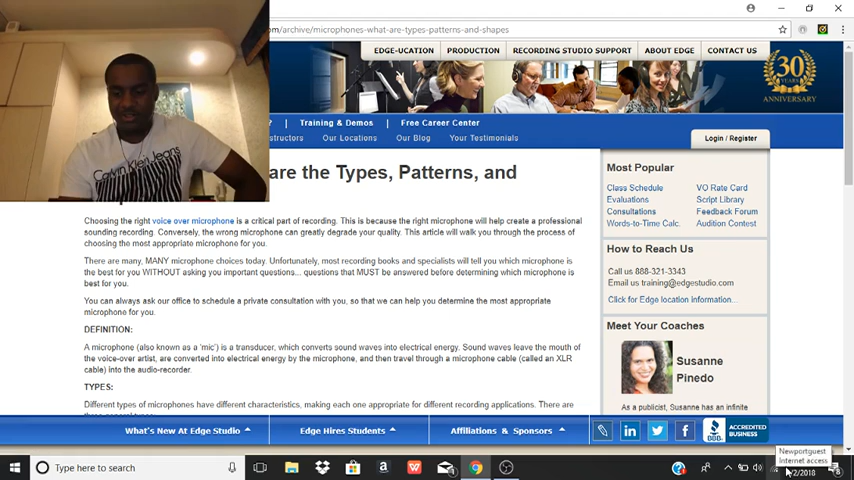 om/archive/microphones-what-are-types-patterns-and-shapes
EDGE-UCATION PRODUCTION RECORDING STUDIO SUPPORT ABOUT EDGE CONTACT US
30
YEARS
ANNIVERSARY
? Training & Demos Free Career Center
structors Our Locations Our Blog Your Testimonials
Login / Register
Calvin Klein Jeans
are the Types, Patterns, and
Choosing the right voice over microphone is a critical part of recording. This is because the right microphone will help create a professional
sounding recording. Conversely, the wrong microphone can greatly degrade your quality. This article will walk you through the process of
choosing the most appropriate microphone for you.
There are many, MANY microphone choices today. Unfortunately, most recording books and specialists will tell you which microphone is
the best for you WITHOUT asking you important questions... questions that MUST be answered before determining which microphone is
best for you.
You can always ask our office to schedule a private consultation with you, so that we can help you determine the most appropriate
microphone for you.
DEFINITION:
A microphone (also known as a 'mic') is a transducer, which converts sound waves into electrical energy. Sound waves leave the mouth of
the voice-over artist, are converted into electrical energy by the microphone, and then travel through a microphone cable (called an XLR
cable) into the audio-recorder.
TYPES:
Different types of microphones have different characteristics, making each one appropriate for different recording applications. There are
Most Popular
Class Schedule VO Rate Card
Evaluations Script Library
Consultations Feedback Forum
Words-to-Time Calc. Audition Contest
How to Reach Us
Call us 888-321-3343
Email us training@edgestudio.com
Click for Edge location information...
Meet Your Coaches
Susanne
Pinedo
As a publicist, Susanne has an infinite
What's New At Edge Studio Edge Hires Students Affiliations & Sponsors
in f BBB ACCREDITED
BUSINESS
Newportguest
Internet access
Type here to search
/2/2018